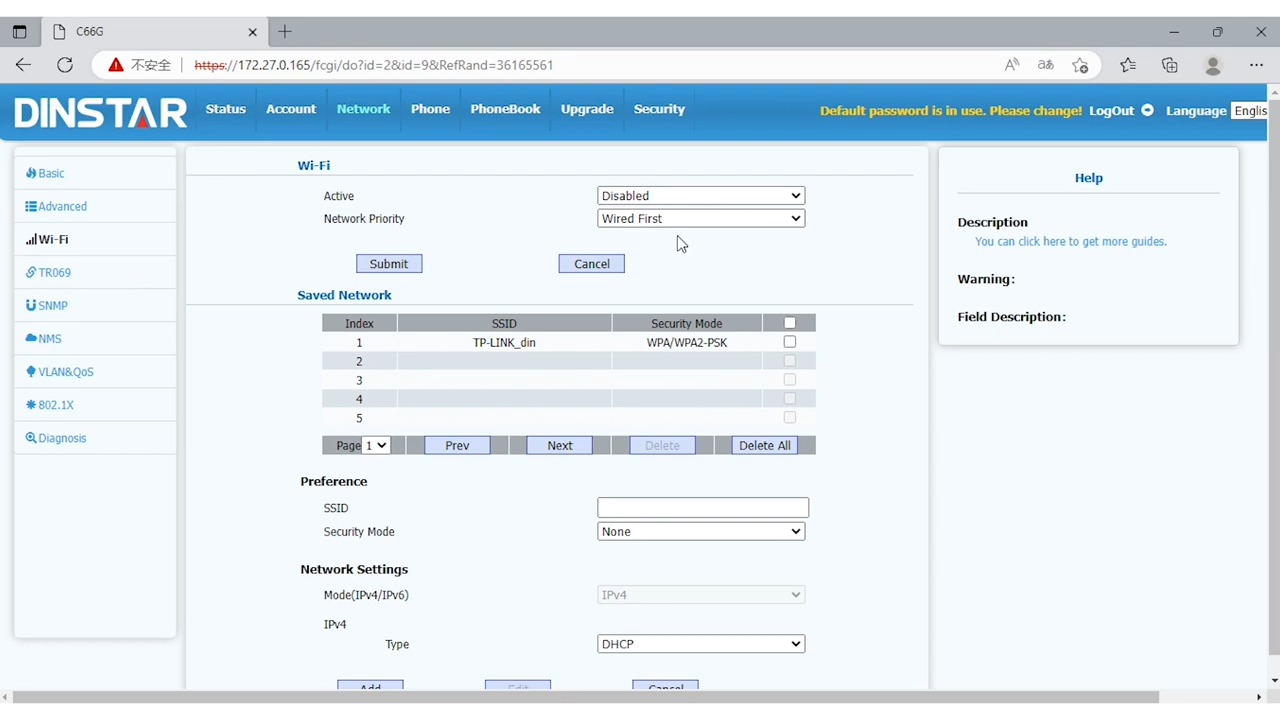 C66G
不安全 https://172.27.0.165/fcgi/do?id=2&id=9&RefRand=36165561
DINSTAR
Status Account Network Phone PhoneBook Upgrade Security
Default password is in use. Please change! LogOut Language Englis
Basic
Advanced
Wi-Fi
TR069
SNMP
NMS
VLAN&QoS
802.1X
Diagnosis
Wi-Fi
Active Disabled
Network Priority Wired First
Submit Cancel
Saved Network
Index SSID Security Mode
1 TP-LINK_din WPA/WPA2-PSK
2
3
4
5
Page 1 Prev Next Delete Delete All
Preference
SSID
Security Mode None
Network Settings
Mode(IPv4/IPv6) IPv4
IPv4
Type DHCP
Add Edit Cancel
Help
Description
You can click here to get more guides.
Warning:
Field Description: